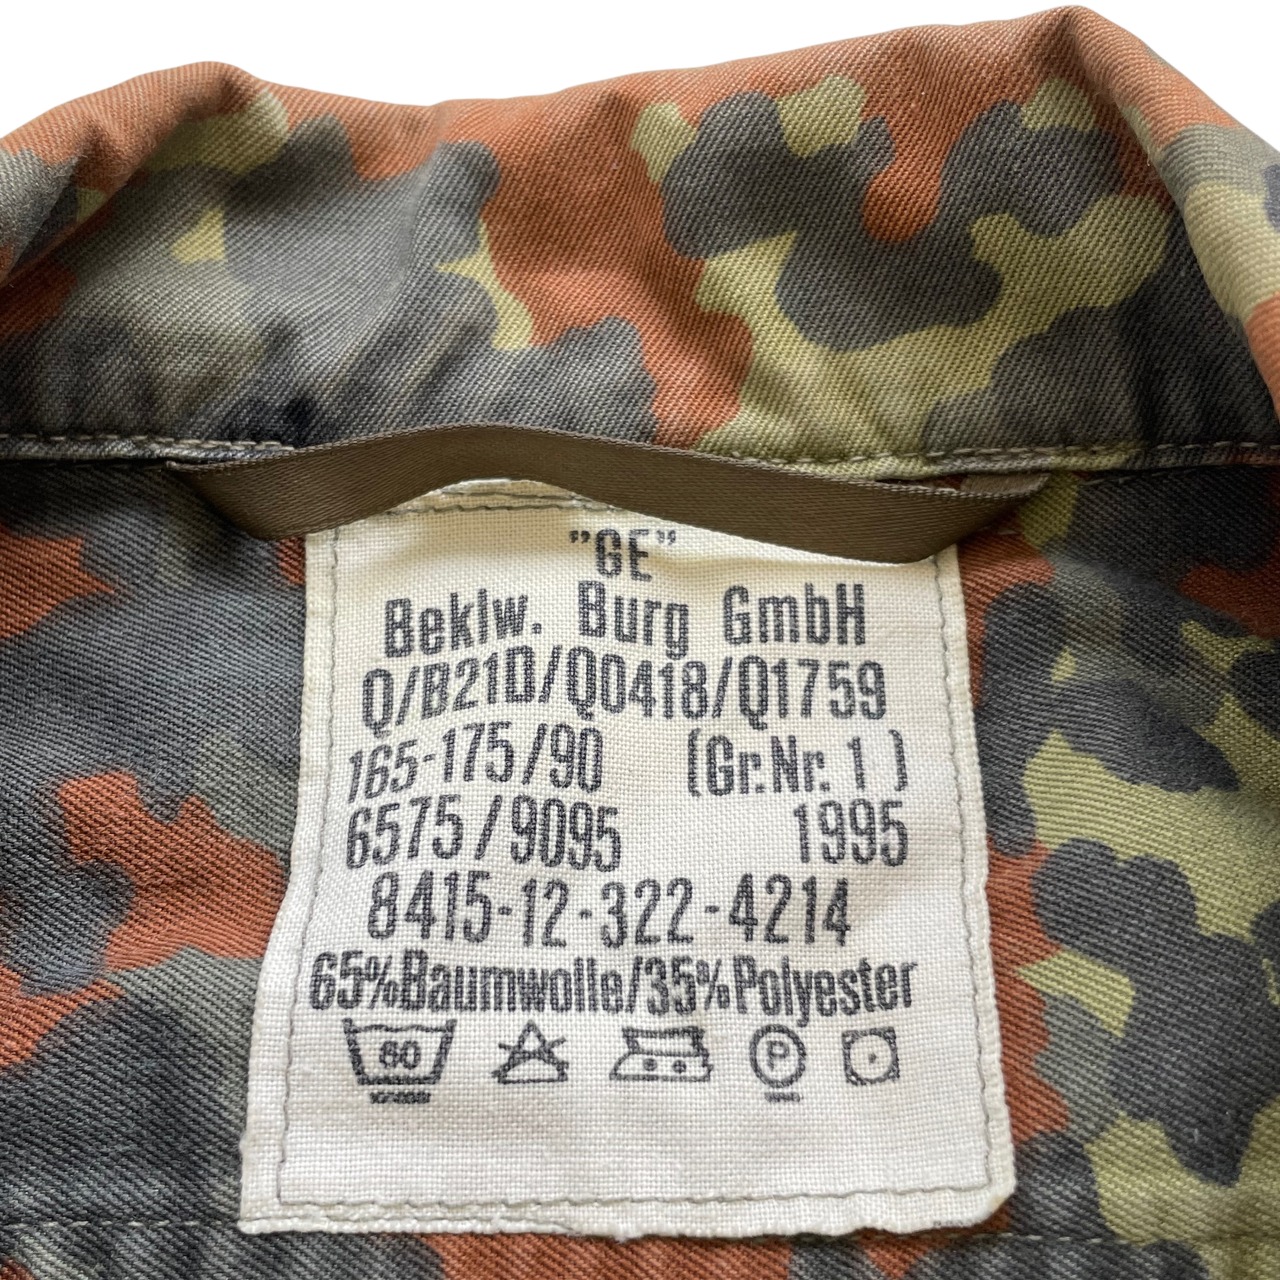 "GE"
Beklw. Burg GmbH
Q/B21D/Q0418/Q1759
165-175/90 (Gr.Nr. 1)
6575/9095 1995
8415-12-322-4214
65%Baumwolle/35%Polyester
60 P